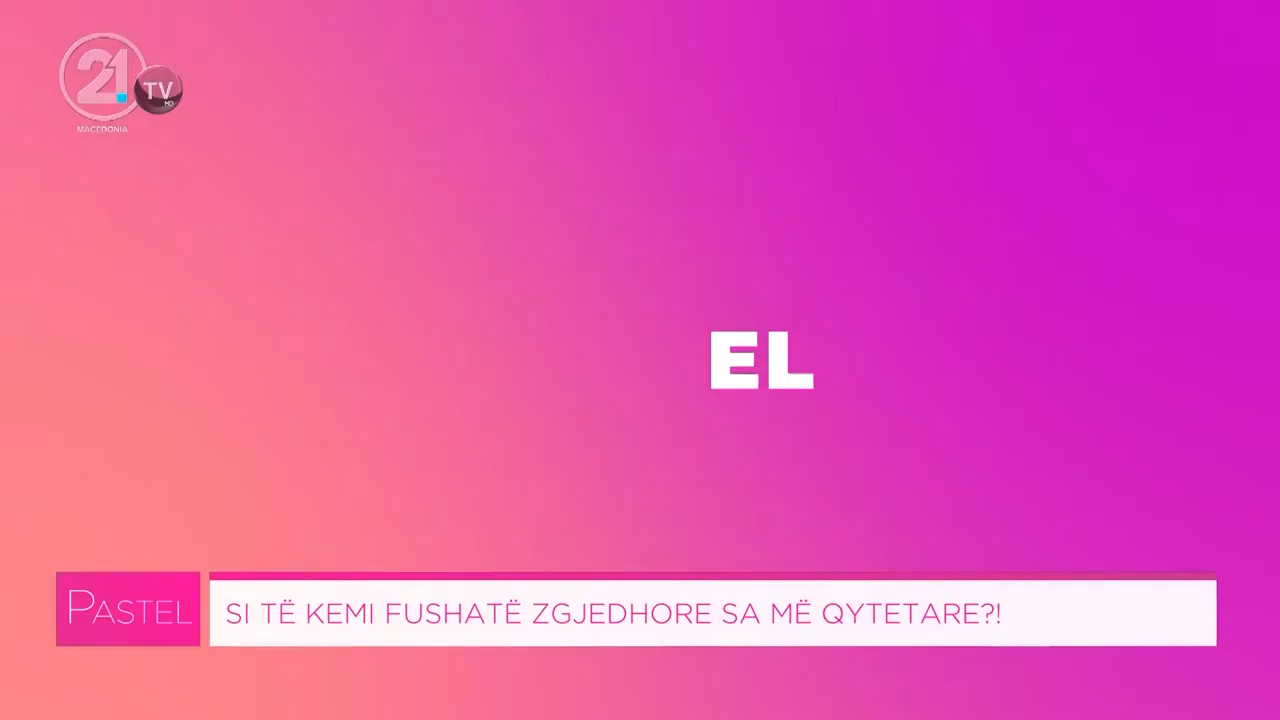 21
TV
HD
MACEDONIA
EL
PASTEL
SI TË KEMI FUSHATË ZGJEDHORE SA MË QYTETARE?!